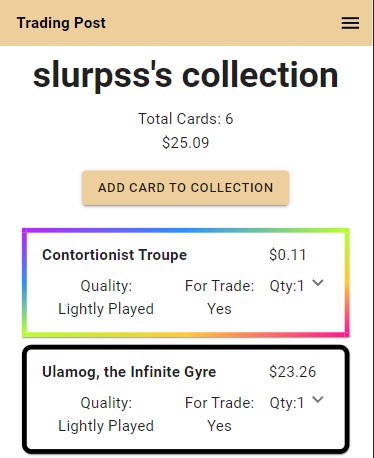 Trading Post
slurpss's collection
Total Cards: 6
$25.09
ADD CARD TO COLLECTION
Contortionist Troupe $0.11
Quality: For Trade: Qty:1
Lightly Played Yes
Ulamog, the Infinite Gyre $23.26
Quality: For Trade: Qty:1
Lightly Played Yes